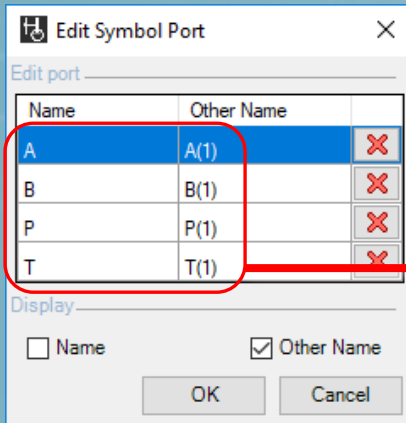 Edit Symbol Port
Edit port
Name Other Name
A A(1)
B B(1)
P P(1)
T T(1)
Display
Name Other Name
OK Cancel